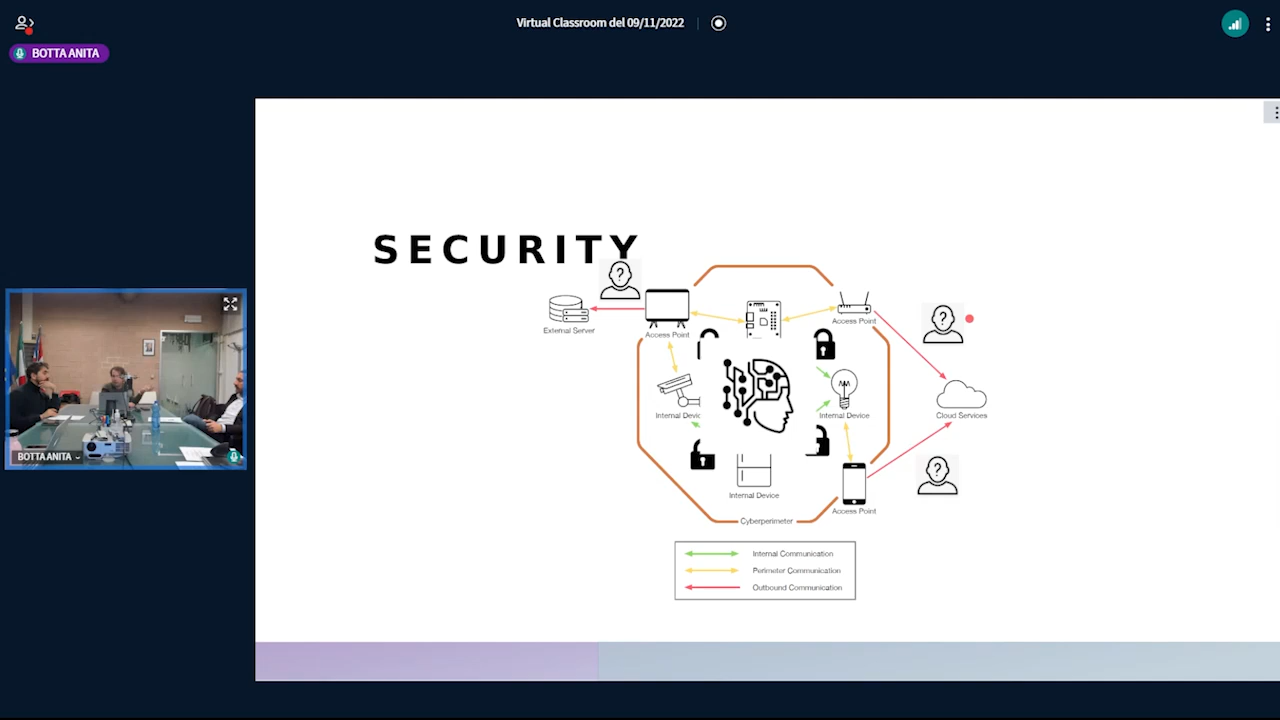 Virtual Classroom del 09/11/2022
BOTTA ANITA
SECURITY
External Server
Access Point
Access Point
Internal Devic
Internal Device
Cloud Services
Internal Device
Access Point
Cyberperimeter
Internal Communication
Perimeter Communication
Outbound Communication
BOTTA ANITA